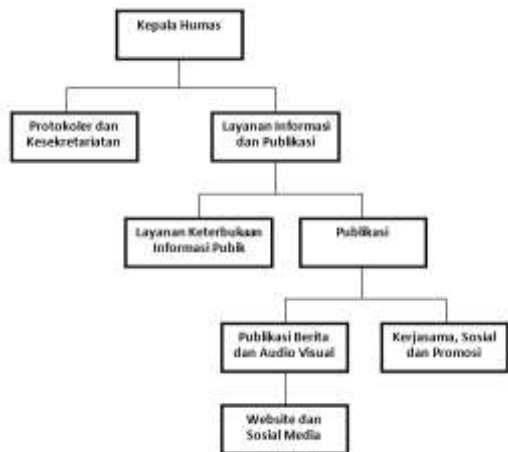 Kepala Humas
Protokoler dan
Kesekretariatan
Layanan Informasi
dan Publikasi
Layanan Keterbukaan
Informasi Pubik
Publikasi
Publikasi Berita
dan Audio Visual
Kerjasama, Sosial
dan Promosi
Website dan
Sosial Media